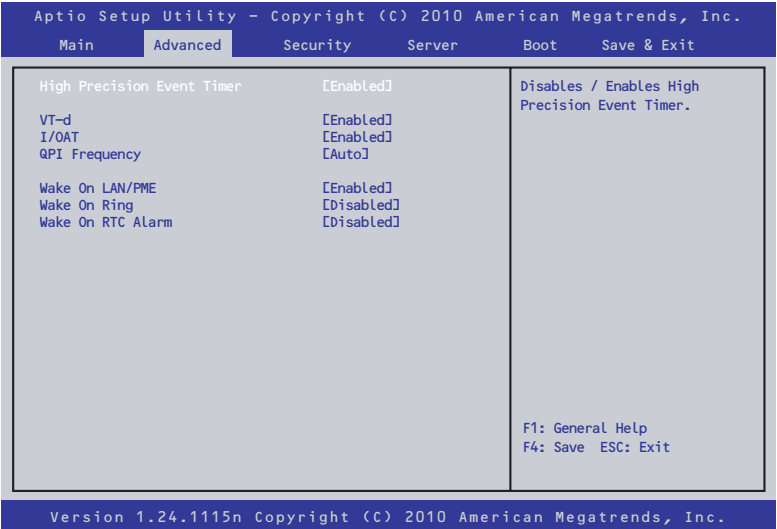 Aptio Setup Utility – Copyright (C) 2010 American Megatrends, Inc.
Main Advanced Security Server Boot Save & Exit
High Precision Event Timer [Enabled]
VT-d [Enabled]
I/OAT [Enabled]
QPI Frequency [Auto]
Wake On LAN/PME [Enabled]
Wake On Ring [Disabled]
Wake On RTC Alarm [Disabled]
Disables / Enables High
Precision Event Timer.
F1: General Help
F4: Save ESC: Exit
Version 1.24.1115n Copyright (C) 2010 American Megatrends, Inc.